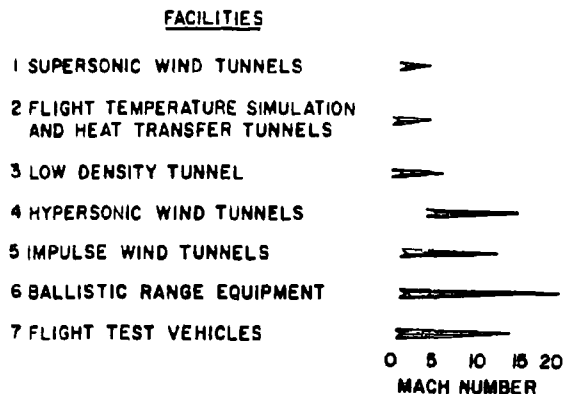 FACILITIES
1 SUPERSONIC WIND TUNNELS
2 FLIGHT TEMPERATURE SIMULATION
AND HEAT TRANSFER TUNNELS
3 LOW DENSITY TUNNEL
4 HYPERSONIC WIND TUNNELS
5 IMPULSE WIND TUNNELS
6 BALLISTIC RANGE EQUIPMENT
7 FLIGHT TEST VEHICLES
0 5 10 15 20
MACH NUMBER